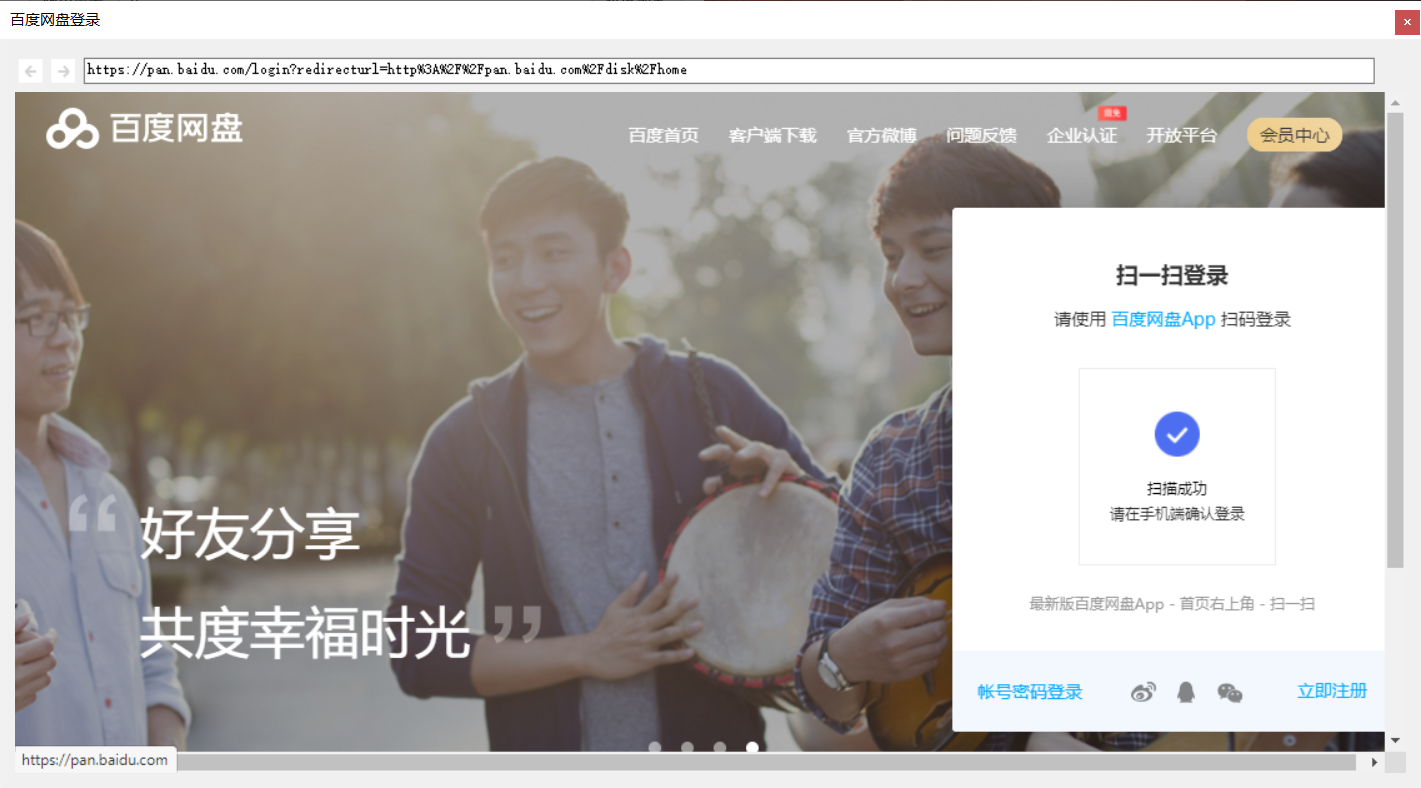 百度网盘登录
https://pan.baidu.com/login?redirecturl=http%3A%2F%2Fpan.baidu.com%2Fdisk%2Fhome
百度网盘
百度首页 客户端下载 官方微博 问题反馈 企业认证 限免 开放平台 会员中心
扫一扫登录
请使用 百度网盘App 扫码登录
扫描成功
请在手机端确认登录
最新版百度网盘App - 首页右上角 - 扫一扫
帐号密码登录 立即注册
“好友分享
共度幸福时光”
https://pan.baidu.com